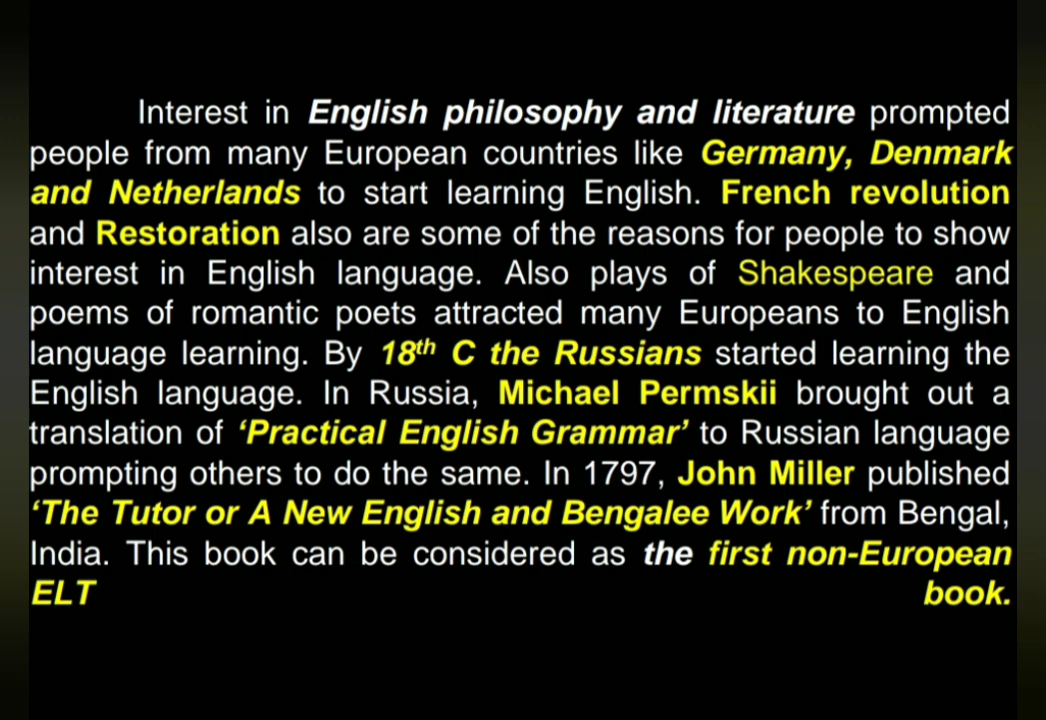 Interest in English philosophy and literature prompted
people from many European countries like Germany, Denmark
and Netherlands to start learning English. French revolution
and Restoration also are some of the reasons for people to show
interest in English language. Also plays of Shakespeare and
poems of romantic poets attracted many Europeans to English
language learning. By 18th C the Russians started learning the
English language. In Russia, Michael Permskii brought out a
translation of ‘Practical English Grammar’ to Russian language
prompting others to do the same. In 1797, John Miller published
‘The Tutor or A New English and Bengalee Work’ from Bengal,
India. This book can be considered as the first non-European
ELT book.